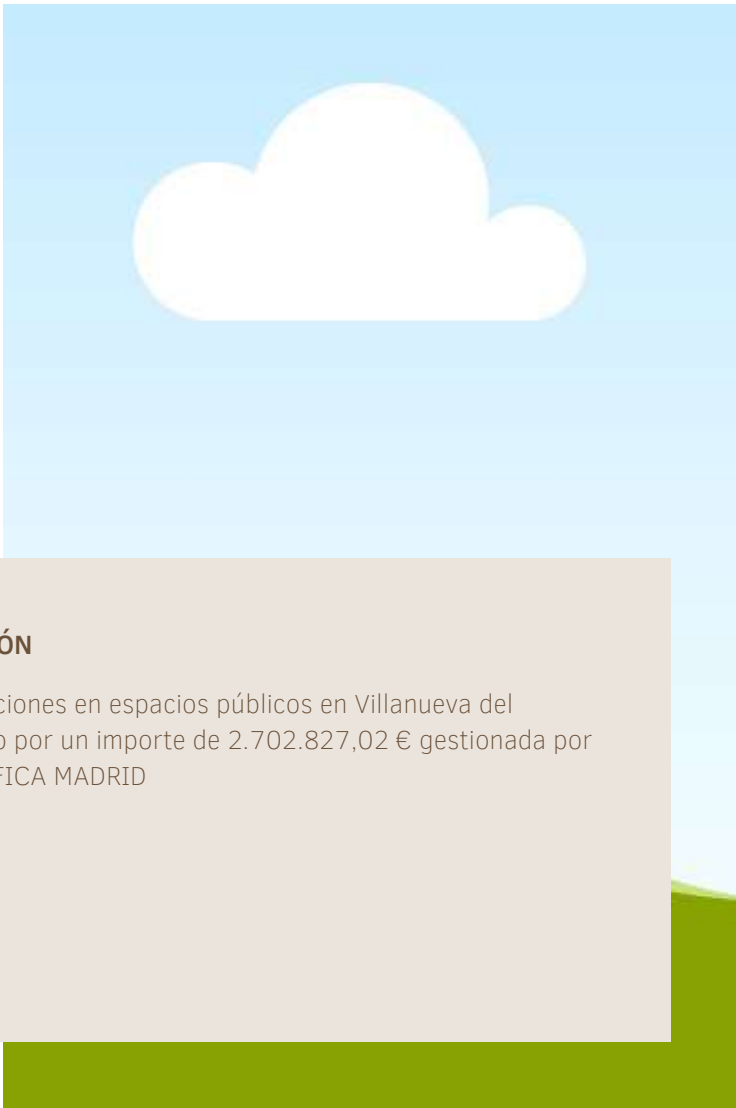 ÓN
ciones en espacios públicos en Villanueva del
o por un importe de 2.702.827,02 € gestionada por
FICA MADRID